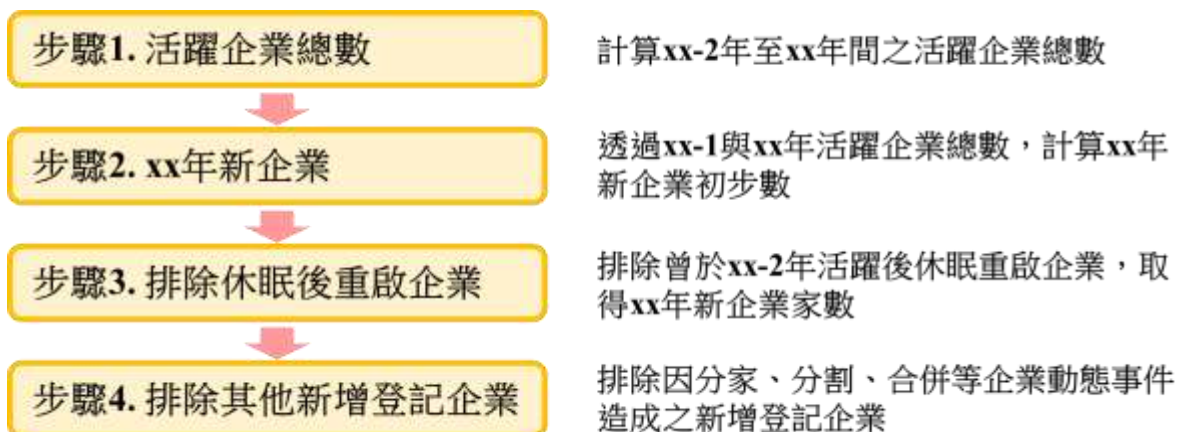 步驟1. 活躍企業總數
計算xx-2年至xx年間之活躍企業總數
步驟2. xx年新企業
透過xx-1與xx年活躍企業總數，計算xx年
新企業初步數
步驟3. 排除休眠後重啟企業
排除曾於xx-2年活躍後休眠重啟企業，取
得xx年新企業家數
步驟4. 排除其他新增登記企業
排除因分家、分割、合併等企業動態事件
造成之新增登記企業